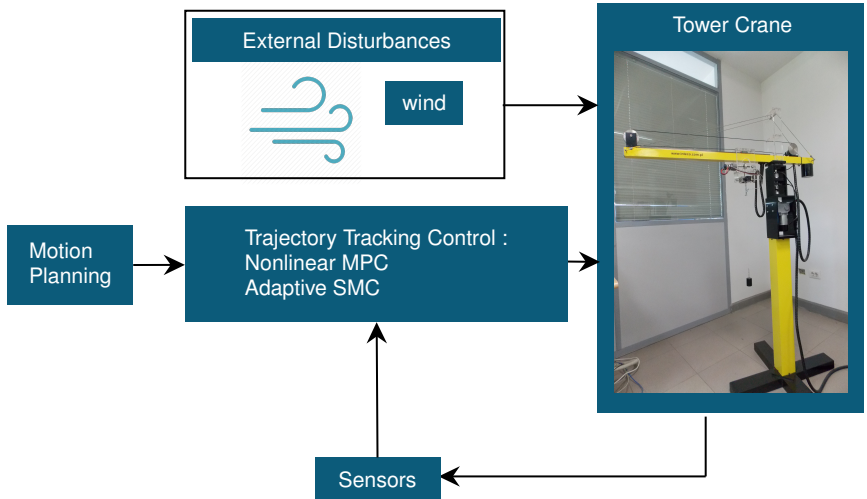 External Disturbances
wind
Tower Crane
Motion
Planning
Trajectory Tracking Control :
Nonlinear MPC
Adaptive SMC
Sensors